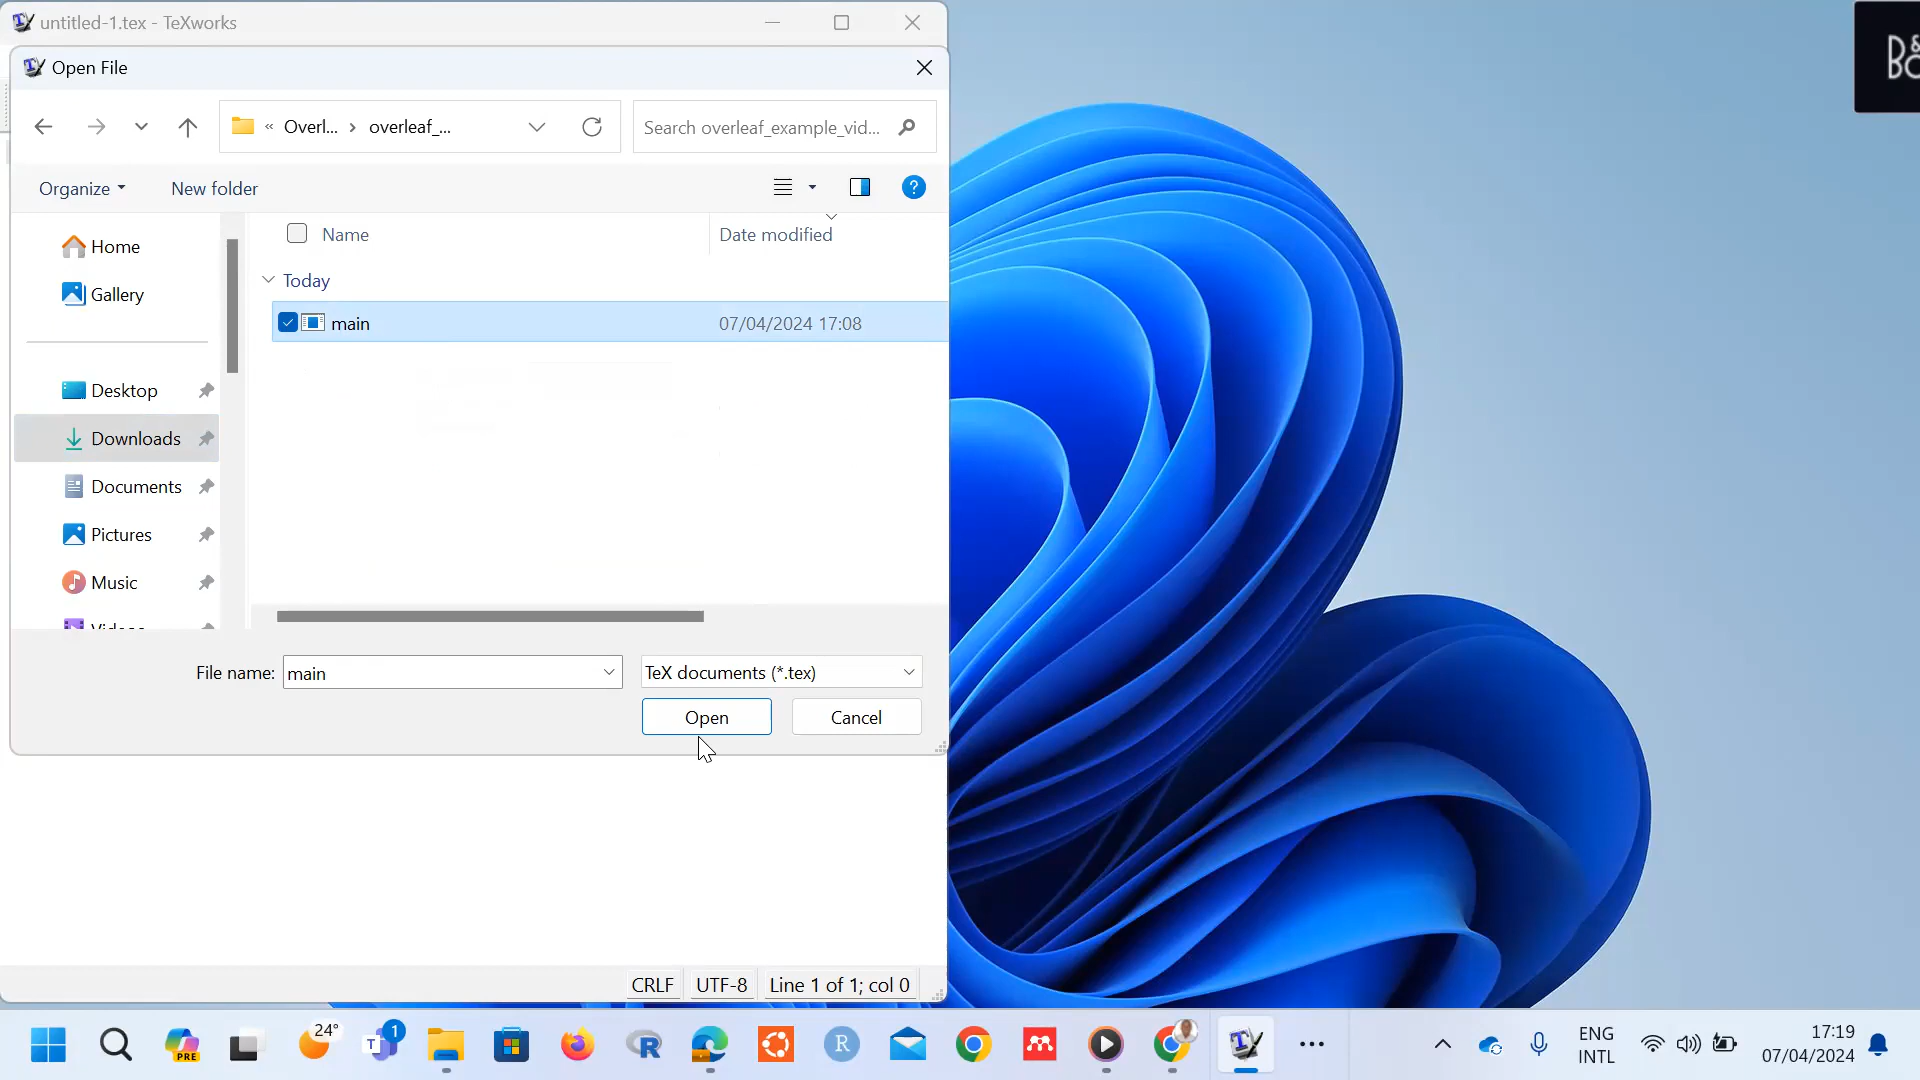 untitled-1.tex - TeXworks
Open File
« Overl... › overleaf_...
Search overleaf_example_vid...
Organize
New folder
Name
Date modified
Home
Gallery
Today
main
07/04/2024 17:08
Desktop
Downloads
Documents
Pictures
Music
File name:
main
TeX documents (*.tex)
Open
Cancel
CRLF
UTF-8
Line 1 of 1; col 0
PRE
24°
T
1
R
R
ENG
INTL
17:19
07/04/2024